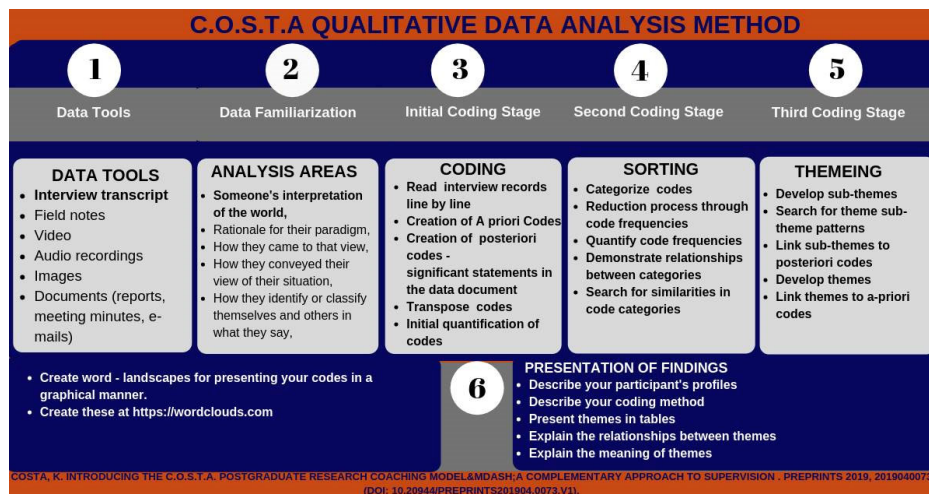 C.O.S.T.A QUALITATIVE DATA ANALYSIS METHOD
1
Data Tools
2
Data Familiarization
3
Initial Coding Stage
4
Second Coding Stage
5
Third Coding Stage
DATA TOOLS
• Interview transcript
• Field notes
• Video
• Audio recordings
• Images
• Documents (reports,
meeting minutes, e-
mails)
ANALYSIS AREAS
• Someone's interpretation
of the world,
• Rationale for their paradigm,
• How they came to that view,
• How they conveyed their
view of their situation,
• How they identify or classify
themselves and others in
what they say,
CODING
• Read interview records
line by line
• Creation of A priori Codes
• Creation of posteriori
codes -
significant statements in
the data document
• Transpose codes
• Initial quantification of
codes
SORTING
• Categorize codes
• Reduction process through
code frequencies
• Quantify code frequencies
• Demonstrate relationships
between categories
• Search for similarities in
code categories
THEMEING
• Develop sub-themes
• Search for theme sub-
theme patterns
• Link sub-themes to
posteriori codes
• Develop themes
• Link themes to a-priori
codes
• Create word - landscapes for presenting your codes in a
graphical manner.
• Create these at https://wordclouds.com
6
PRESENTATION OF FINDINGS
• Describe your participant's profiles
• Describe your coding method
• Present themes in tables
• Explain the relationships between themes
• Explain the meaning of themes
COSTA, K. INTRODUCING THE C.O.S.T.A. POSTGRADUATE RESEARCH COACHING MODEL&MDASH;A COMPLEMENTARY APPROACH TO SUPERVISION . PREPRINTS 2019, 201904007
(DOI: 10.20944/PREPRINTS201904.0073.V1).